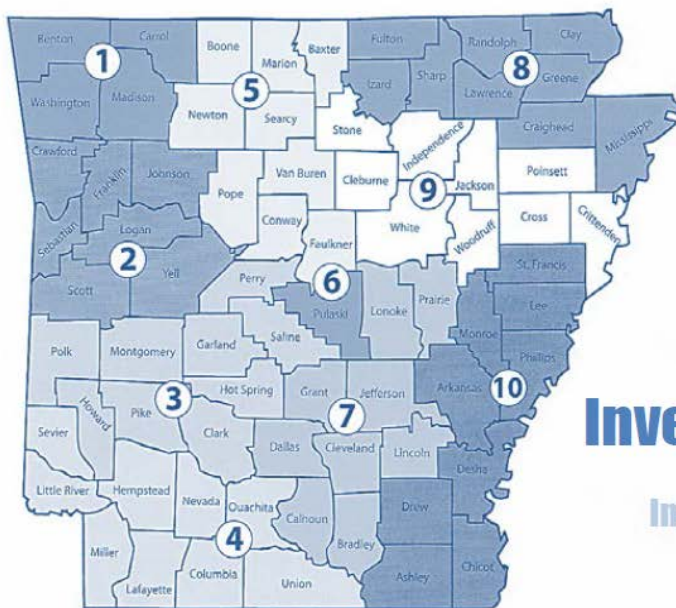 Benton
Carrol
Boone
Marion
Baxter
Fulton
Randolph
Clay
1
5
8
Izard
Sharp
Lawrence
Greene
Washington
Madison
Newton
Searcy
Stone
Independence
Craighead
Mississippi
Crawford
Franklin
Johnson
Pope
Van Buren
Cleburne
9
Jackson
Poinsett
Sebastian
Logan
2
Conway
Faulkner
White
Woodruff
Cross
Crittenden
Scott
Yell
Perry
6
Pulaski
Lonoke
Prairie
St. Francis
Lee
Monroe
Phillips
Polk
Montgomery
Garland
Saline
Hot Spring
Grant
Jefferson
Arkansas
10
3
7
Howard
Pike
Clark
Dallas
Cleveland
Lincoln
Desha
Sevier
Little River
Hempstead
Nevada
Ouachita
Calhoun
Drew
4
Bradley
Miller
Lafayette
Columbia
Union
Ashley
Chicot
Inve
In